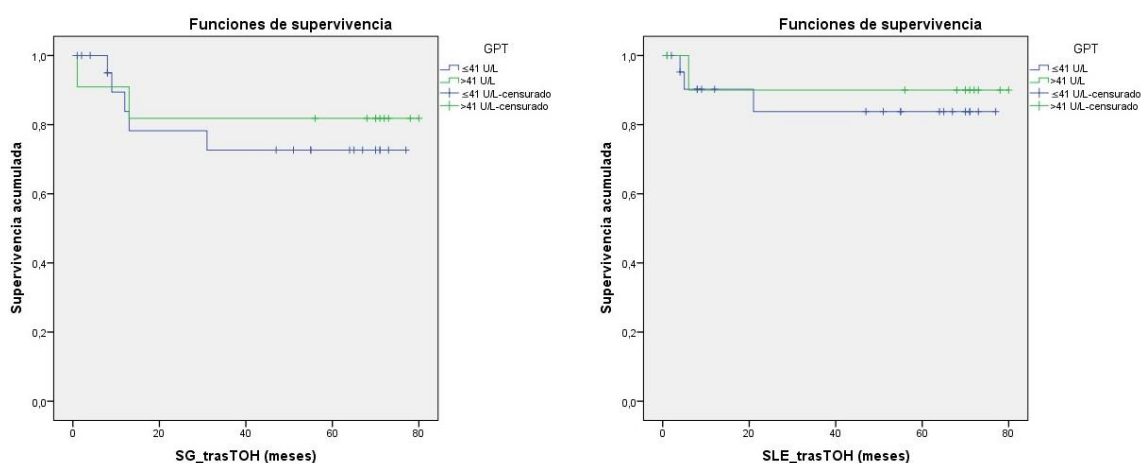 Funciones de supervivencia
GPT
≤41 U/L
>41 U/L
≤41 U/L-censurado
>41 U/L-censurado
1,0
0,8
0,6
0,4
0,2
0,0
Supervivencia acumulada
0 20 40 60 80
SG_trasTOH (meses)
Funciones de supervivencia
GPT
≤41 U/L
>41 U/L
≤41 U/L-censurado
>41 U/L-censurado
1,0
0,8
0,6
0,4
0,2
0,0
Supervivencia acumulada
0 20 40 60 80
SLE_trasTOH (meses)